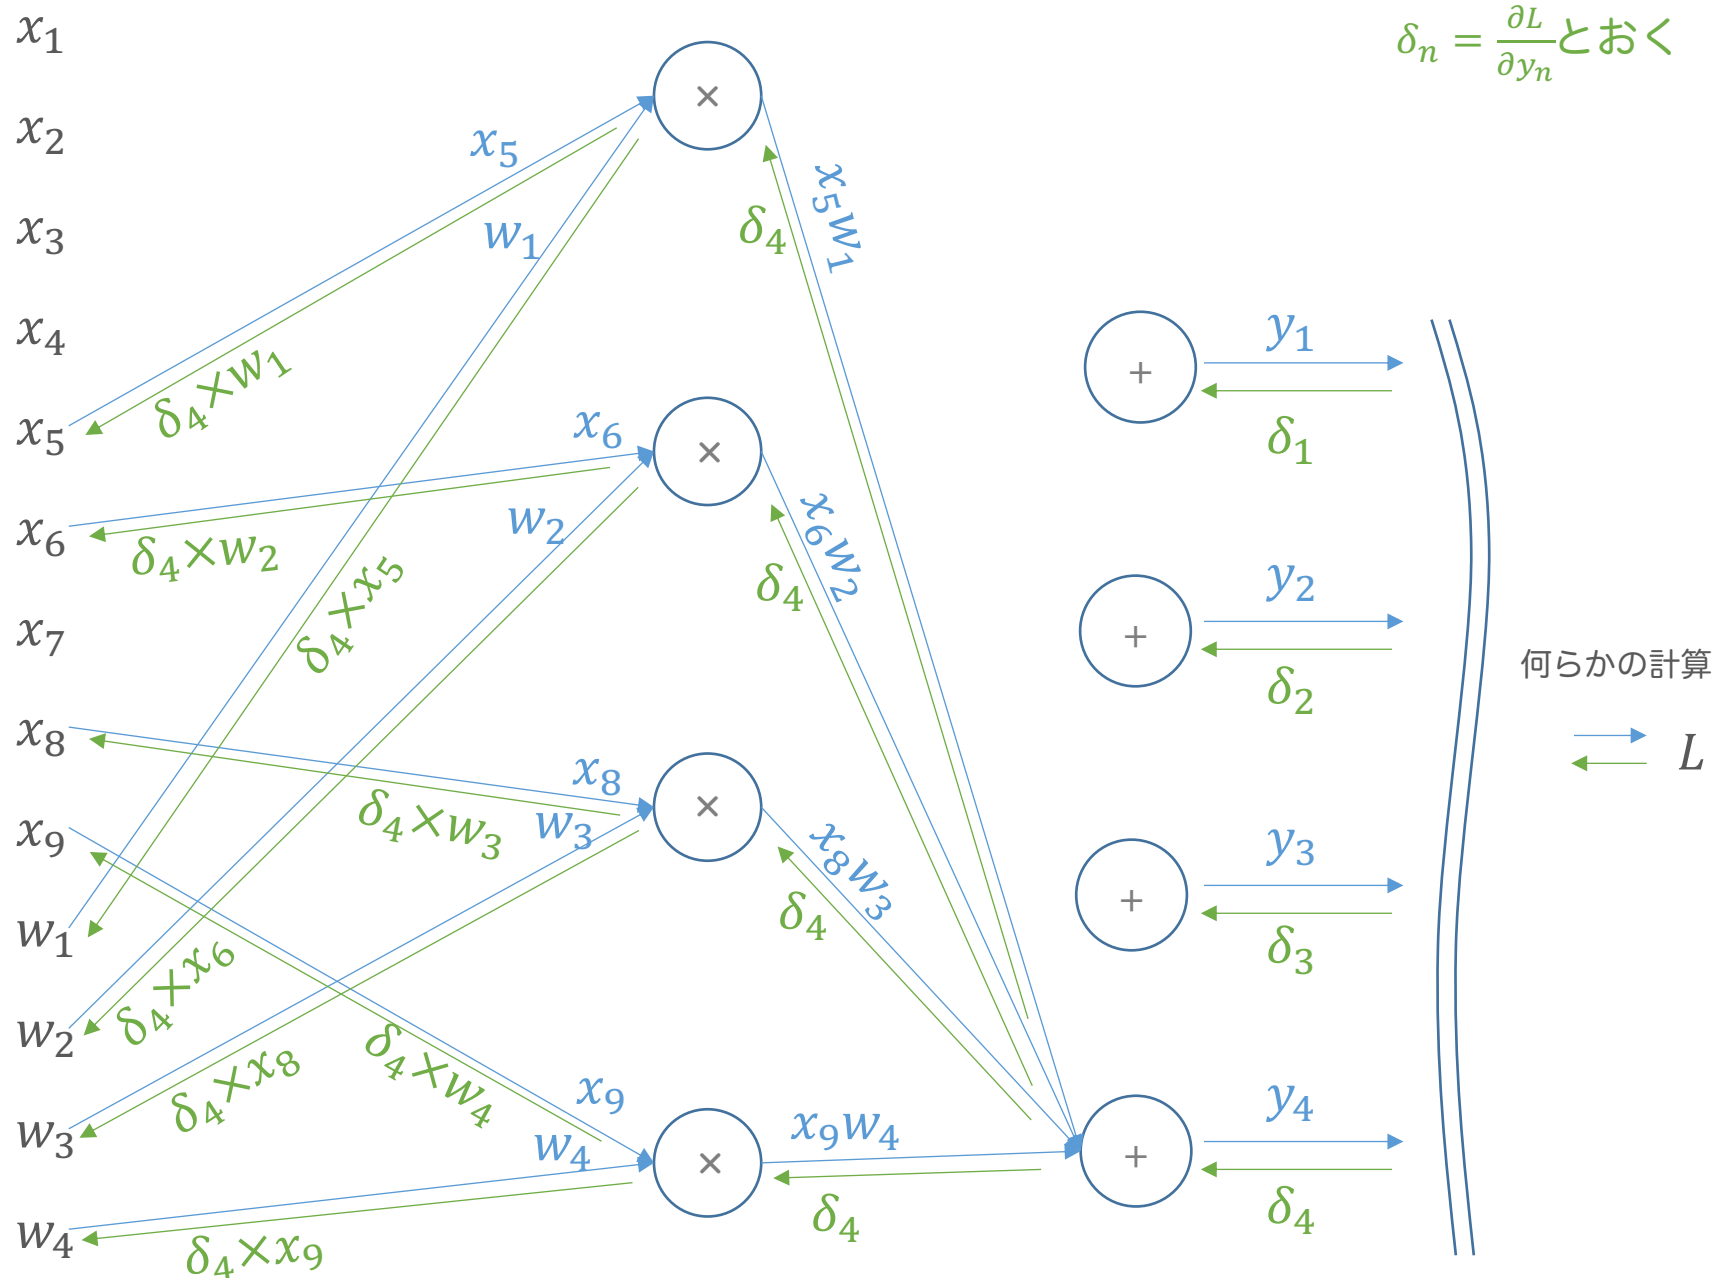 x₁
x₂
x₃
x₄
x₅
x₆
x₇
x₈
x₉
w₁
w₂
w₃
w₄
x₅
w₁
δ₄×w₁
x₆
w₂
δ₄×w₂
δ₄×x₅
x₈
w₃
δ₄×w₃
δ₄×x₆
δ₄×x₈
δ₄×w₄
x₉
w₄
δ₄×x₉
×
×
×
×
x₅w₁
δ₄
x₆w₂
δ₄
x₈w₃
δ₄
x₉w₄
δ₄
+
+
+
+
y₁
δ₁
y₂
δ₂
y₃
δ₃
y₄
δ₄
δₙ = ∂L/∂yₙとおく
何らかの計算
L